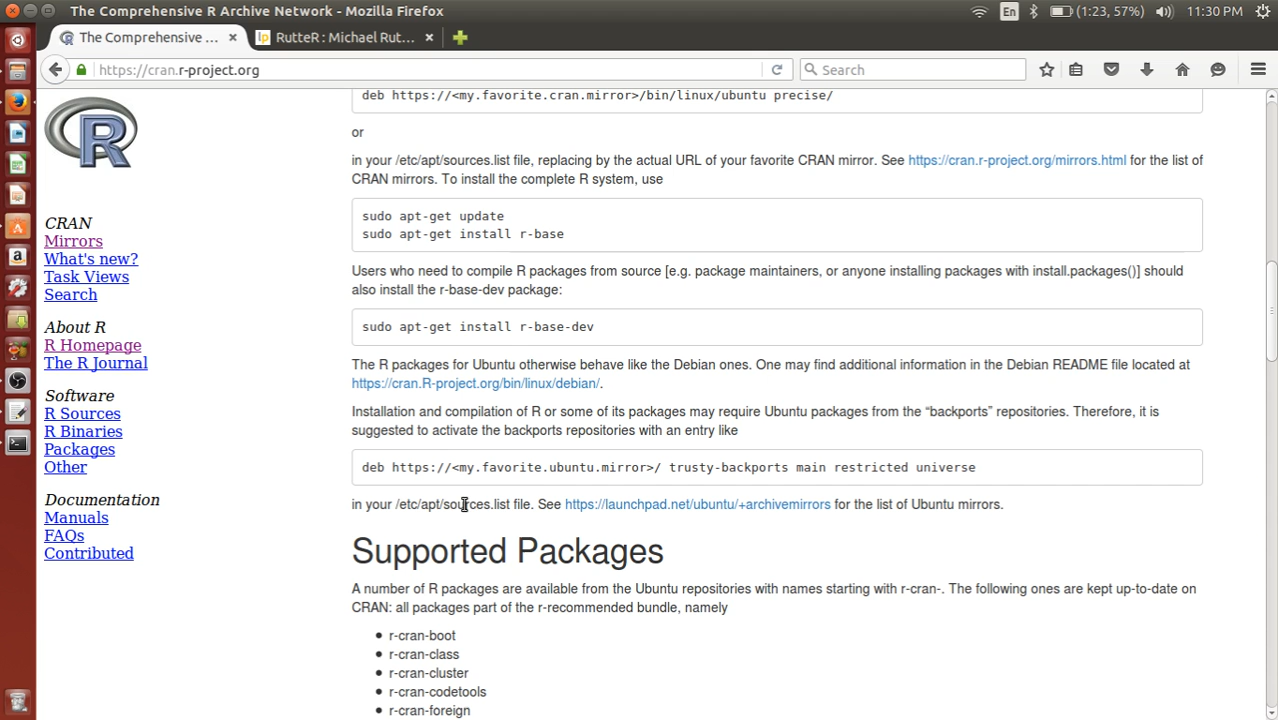 The Comprehensive R Archive Network - Mozilla Firefox
En
(1:23, 57%)
11:30 PM
The Comprehensive ...
RutteR : Michael Rut...
https://cran.r-project.org
Search
R
CRAN
Mirrors
What's new?
Task Views
Search
About R
R Homepage
The R Journal
Software
R Sources
R Binaries
Packages
Other
Documentation
Manuals
FAQs
Contributed
deb https://<my.favorite.cran.mirror>/bin/linux/ubuntu precise/
or
in your /etc/apt/sources.list file, replacing by the actual URL of your favorite CRAN mirror. See https://cran.r-project.org/mirrors.html for the list of
CRAN mirrors. To install the complete R system, use
sudo apt-get update
sudo apt-get install r-base
Users who need to compile R packages from source [e.g. package maintainers, or anyone installing packages with install.packages()] should
also install the r-base-dev package:
sudo apt-get install r-base-dev
The R packages for Ubuntu otherwise behave like the Debian ones. One may find additional information in the Debian README file located at
https://cran.R-project.org/bin/linux/debian/.
Installation and compilation of R or some of its packages may require Ubuntu packages from the “backports” repositories. Therefore, it is
suggested to activate the backports repositories with an entry like
deb https://<my.favorite.ubuntu.mirror>/ trusty-backports main restricted universe
in your /etc/apt/sources.list file. See https://launchpad.net/ubuntu/+archivemirrors for the list of Ubuntu mirrors.
Supported Packages
A number of R packages are available from the Ubuntu repositories with names starting with r-cran-. The following ones are kept up-to-date on
CRAN: all packages part of the r-recommended bundle, namely
r-cran-boot
r-cran-class
r-cran-cluster
r-cran-codetools
r-cran-foreign